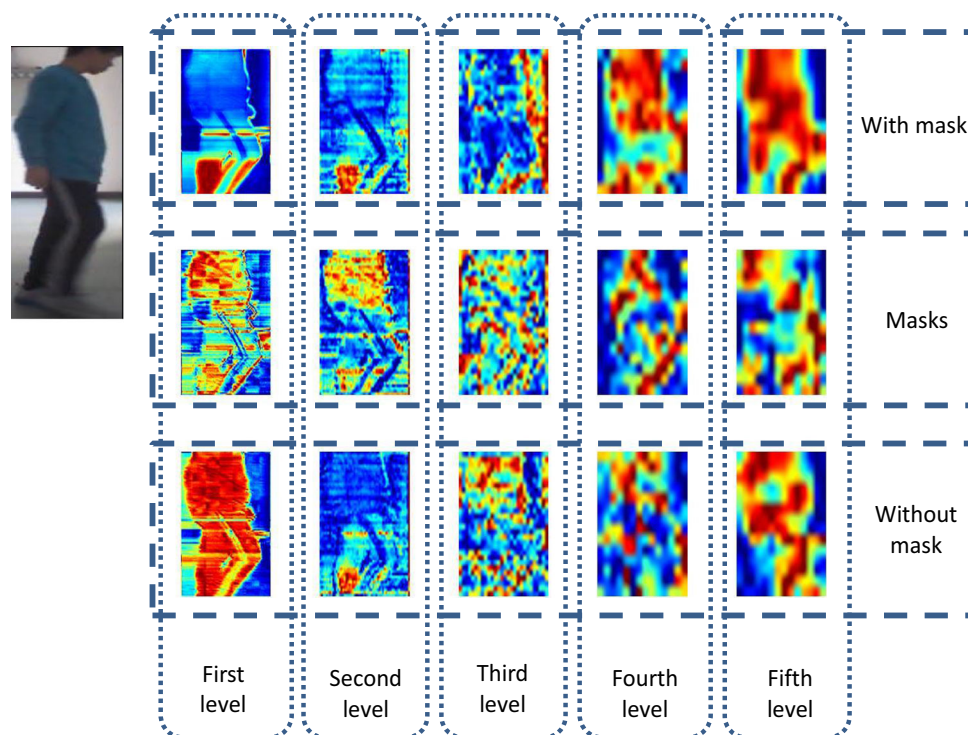 With mask
Masks
Without
mask
First
level
Second
level
Third
level
Fourth
level
Fifth
level